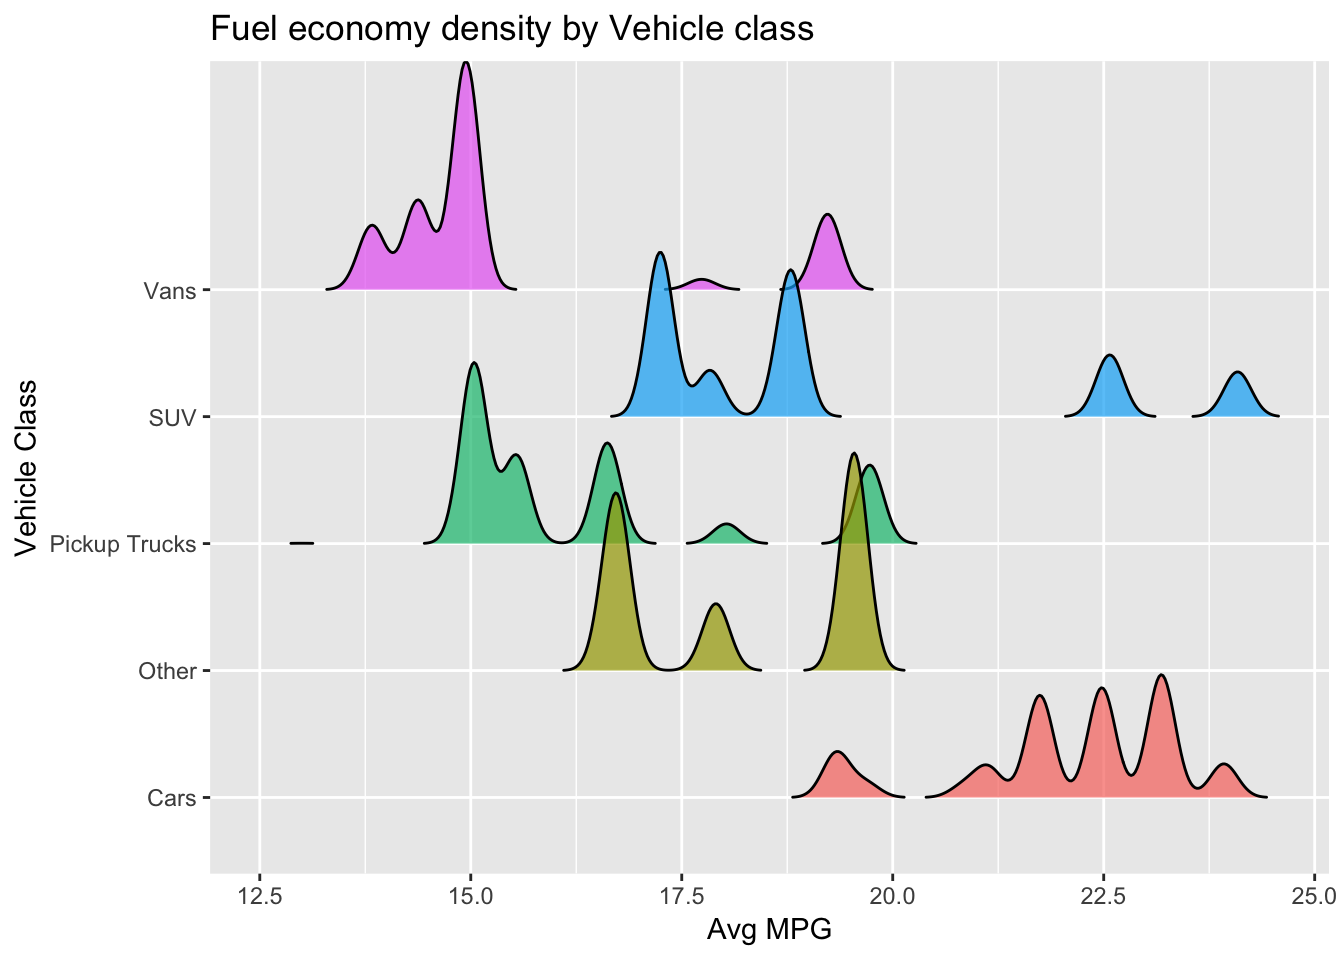 Fuel economy density by Vehicle class
Vehicle Class
Vans
SUV
Pickup Trucks
Other
Cars
12.5 15.0 17.5 20.0 22.5 25.0
Avg MPG